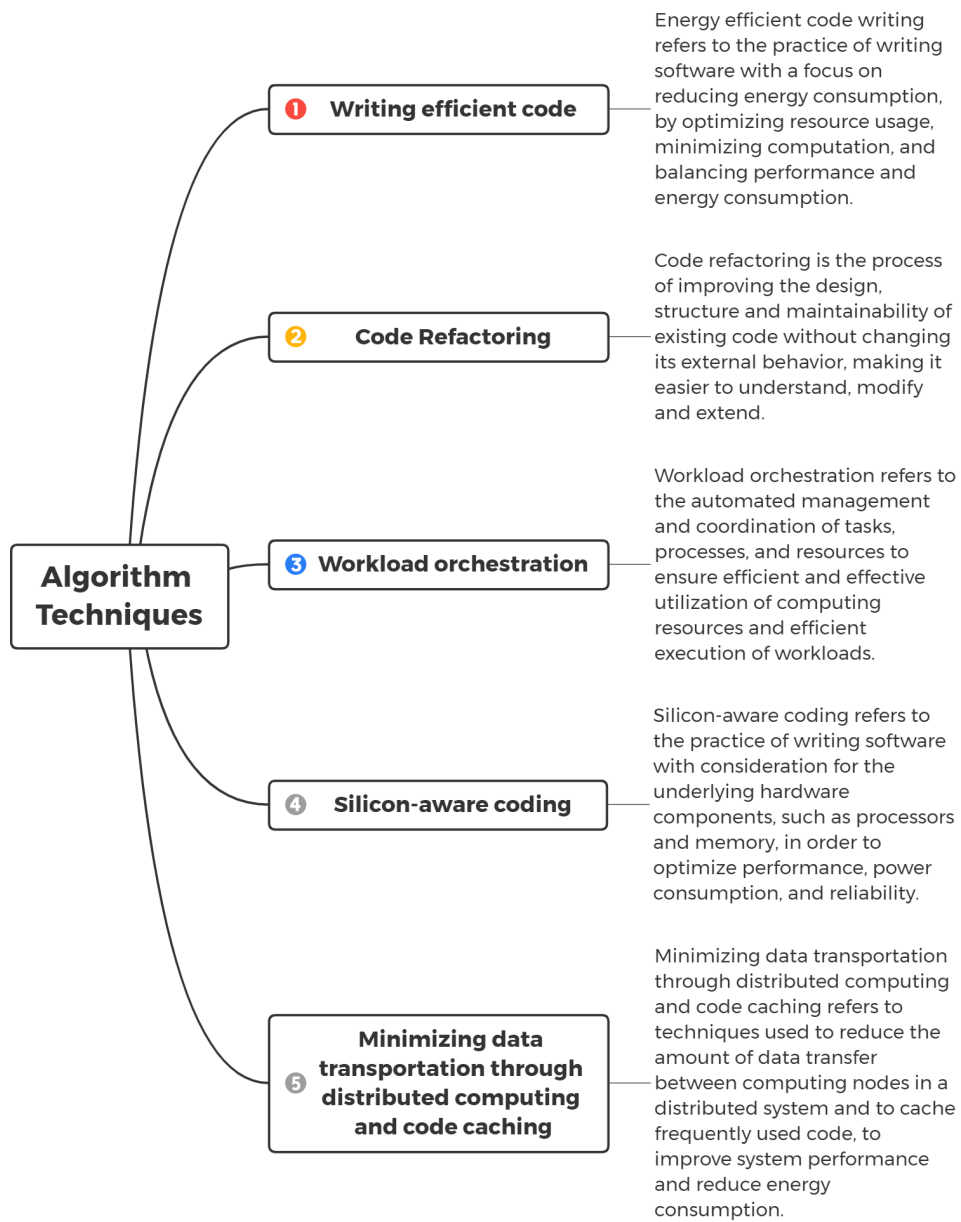 Algorithm
Techniques
1 Writing efficient code
Energy efficient code writing
refers to the practice of writing
software with a focus on
reducing energy consumption,
by optimizing resource usage,
minimizing computation, and
balancing performance and
energy consumption.
2 Code Refactoring
Code refactoring is the process
of improving the design,
structure and maintainability of
existing code without changing
its external behavior, making it
easier to understand, modify
and extend.
3 Workload orchestration
Workload orchestration refers to
the automated management
and coordination of tasks,
processes, and resources to
ensure efficient and effective
utilization of computing
resources and efficient
execution of workloads.
4 Silicon-aware coding
Silicon-aware coding refers to
the practice of writing software
with consideration for the
underlying hardware
components, such as processors
and memory, in order to
optimize performance, power
consumption, and reliability.
5 Minimizing data
transportation through
distributed computing
and code caching
Minimizing data transportation
through distributed computing
and code caching refers to
techniques used to reduce the
amount of data transfer
between computing nodes in a
distributed system and to cache
frequently used code, to
improve system performance
and reduce energy
consumption.